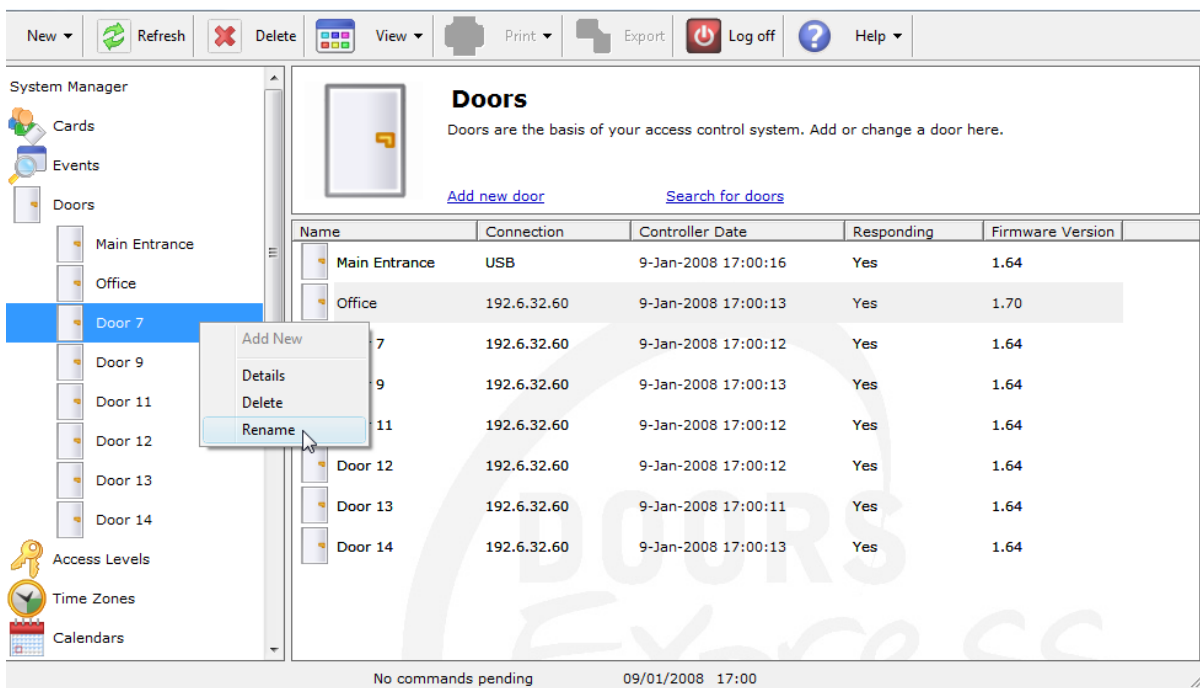 New Refresh Delete View Print Export Log off Help
System Manager
Cards
Events
Doors
Main Entrance
Office
Door 7
Door 9
Door 11
Door 12
Door 13
Door 14
Access Levels
Time Zones
Calendars
Add New
Details
Delete
Rename
Doors
Doors are the basis of your access control system. Add or change a door here.
Add new door Search for doors
Name Connection Controller Date Responding Firmware Version
Main Entrance USB 9-Jan-2008 17:00:16 Yes 1.64
Office 192.6.32.60 9-Jan-2008 17:00:13 Yes 1.70
7 192.6.32.60 9-Jan-2008 17:00:12 Yes 1.64
9 192.6.32.60 9-Jan-2008 17:00:13 Yes 1.64
11 192.6.32.60 9-Jan-2008 17:00:12 Yes 1.64
Door 12 192.6.32.60 9-Jan-2008 17:00:12 Yes 1.64
Door 13 192.6.32.60 9-Jan-2008 17:00:11 Yes 1.64
Door 14 192.6.32.60 9-Jan-2008 17:00:13 Yes 1.64
DOORS
Express
No commands pending 09/01/2008 17:00